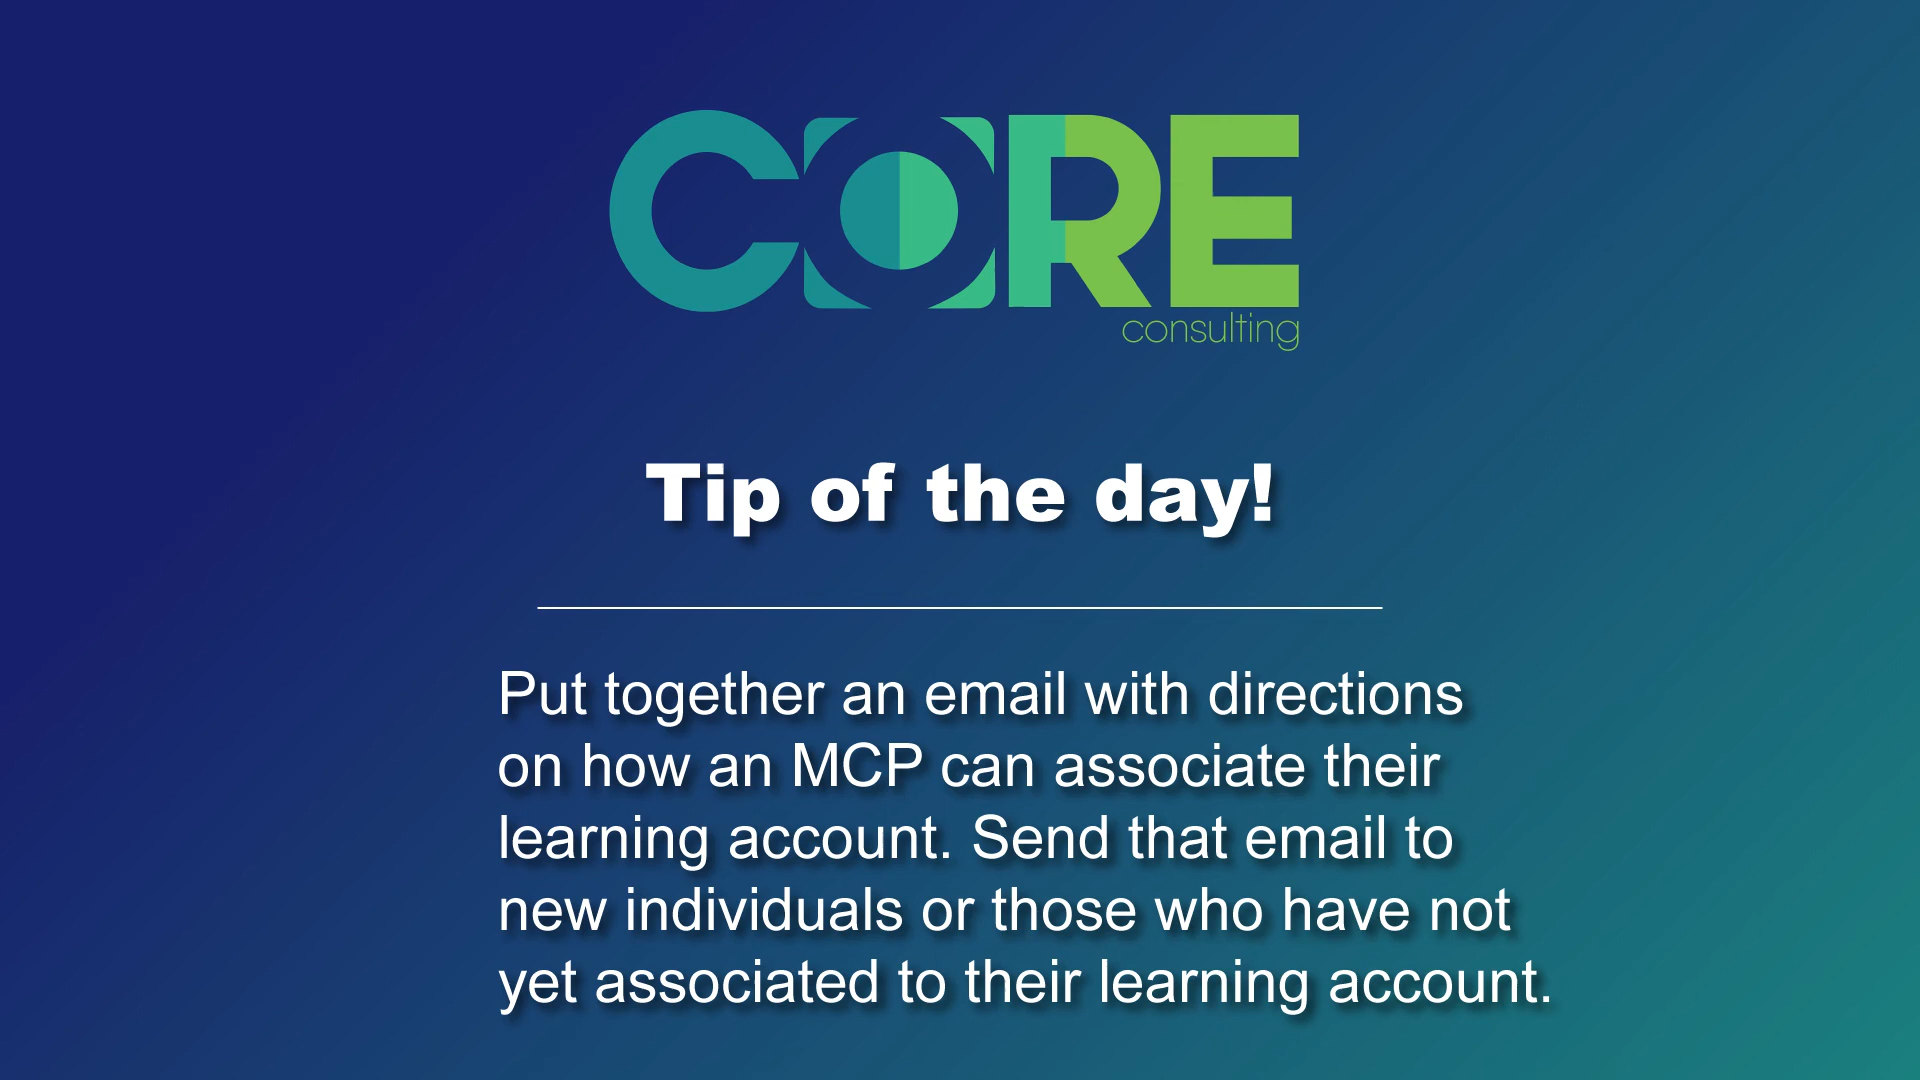 CORE
consulting
Tip of the day!
Put together an email with directions
on how an MCP can associate their
learning account. Send that email to
new individuals or those who have not
yet associated to their learning account.